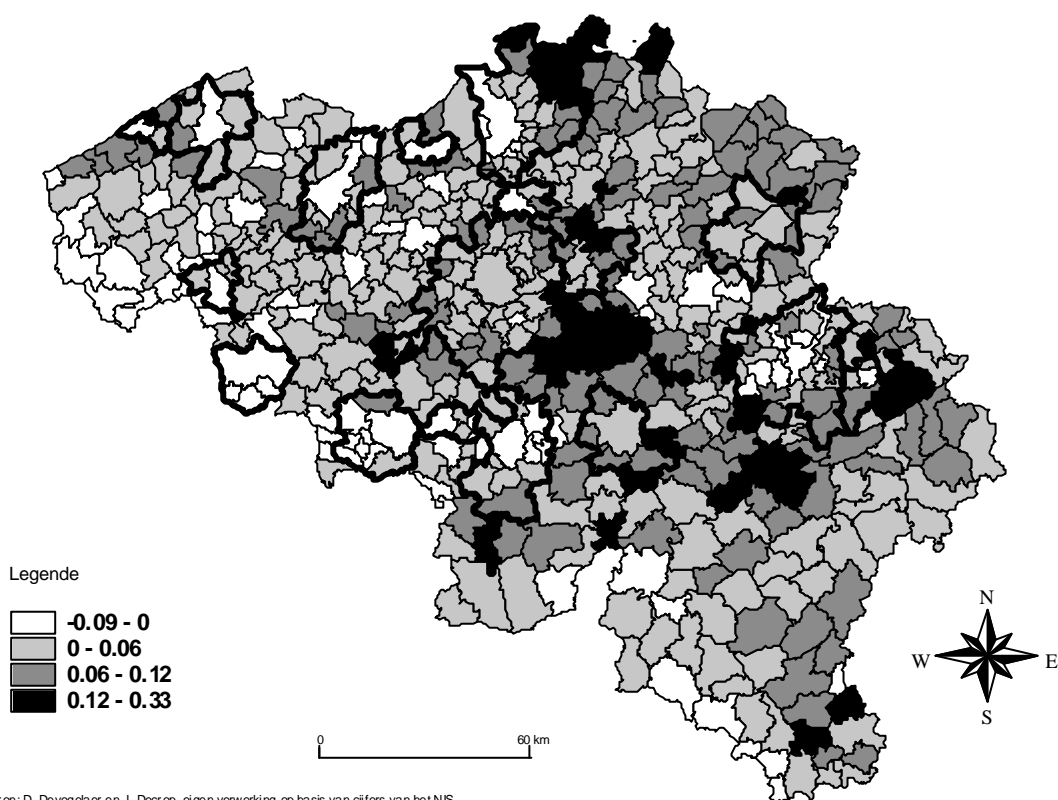 Legende
-0.09 - 0
0 - 0.06
0.06 - 0.12
0.12 - 0.33
0 60 km
N
W E
S
D. Devogelaer en J. Decrop, eigen verwerking op basis van cijfers van het NIS